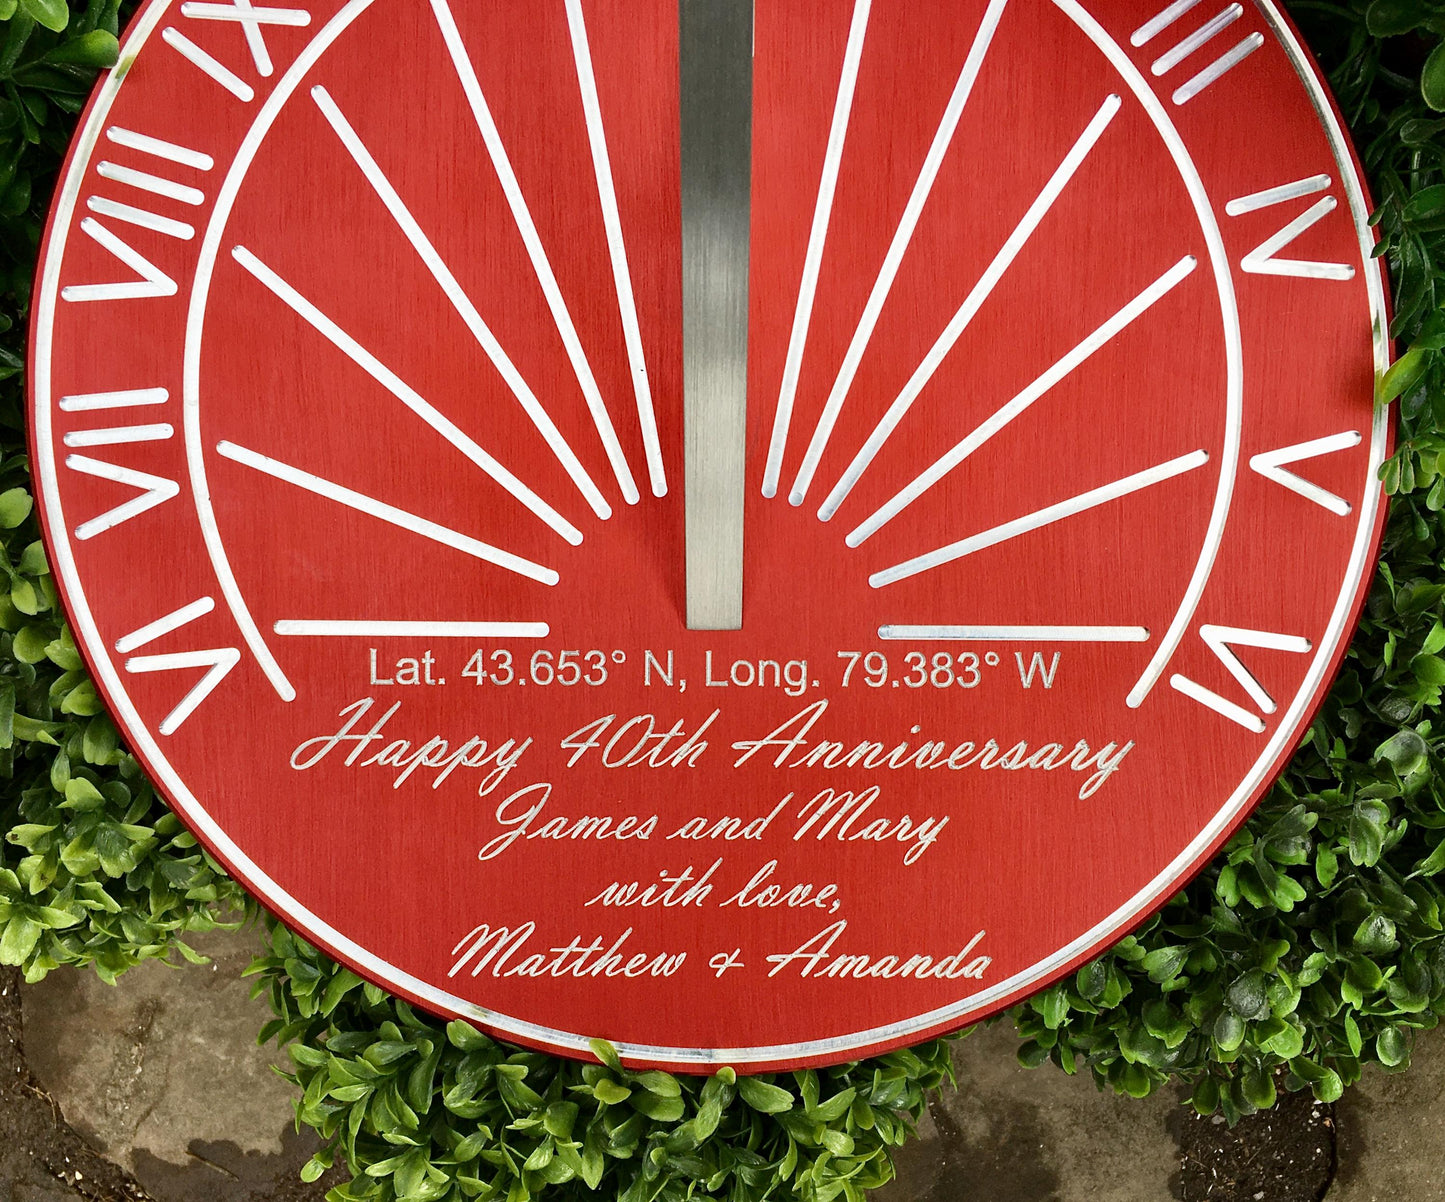 IX
VIII
VII
VI
III
IV
V
VI
Lat. 43.653° N, Long. 79.383° W
Happy 40th Anniversary
James and Mary
with love,
Matthew & Amanda